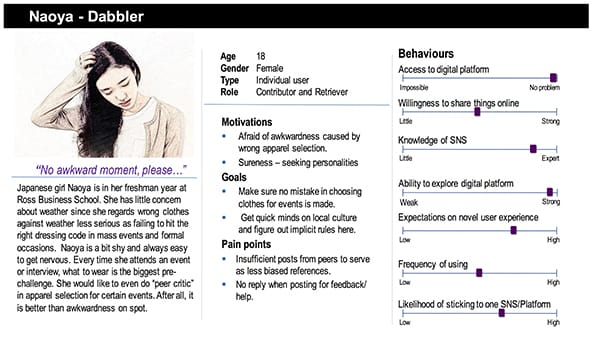 Naoya - Dabbler
“No awkward moment, please…”
Japanese girl Naoya is in her freshman year at
Ross Business School. She has little concern
about weather since she regards wrong clothes
against weather less serious as failing to hit the
right dressing code in mass events and formal
occasions. Naoya is a bit shy and always easy
to get nervous. Every time she attends an event
or interview, what to wear is the biggest pre-
challenge. She would like to even do “peer critic”
in apparel selection for certain events. After all, it
is better than awkwardness on spot.
Age 18
Gender Female
Type Individual user
Role Contributor and Retriever
Motivations
• Afraid of awkwardness caused by
wrong apparel selection.
• Sureness – seeking personalities
Goals
• Make sure no mistake in choosing
clothes for events is made.
• Get quick minds on local culture
and figure out implicit rules here.
Pain points
• Insufficient posts from peers to serve
as less biased references.
• No reply when posting for feedback/
help.
Behaviours
Access to digital platform
Impossible No problem
Willingness to share things online
Little Strong
Knowledge of SNS
Little Expert
Ability to explore digital platform
Weak Strong
Expectations on novel user experience
Low High
Frequency of using
Low High
Likelihood of sticking to one SNS/Platform
Low High